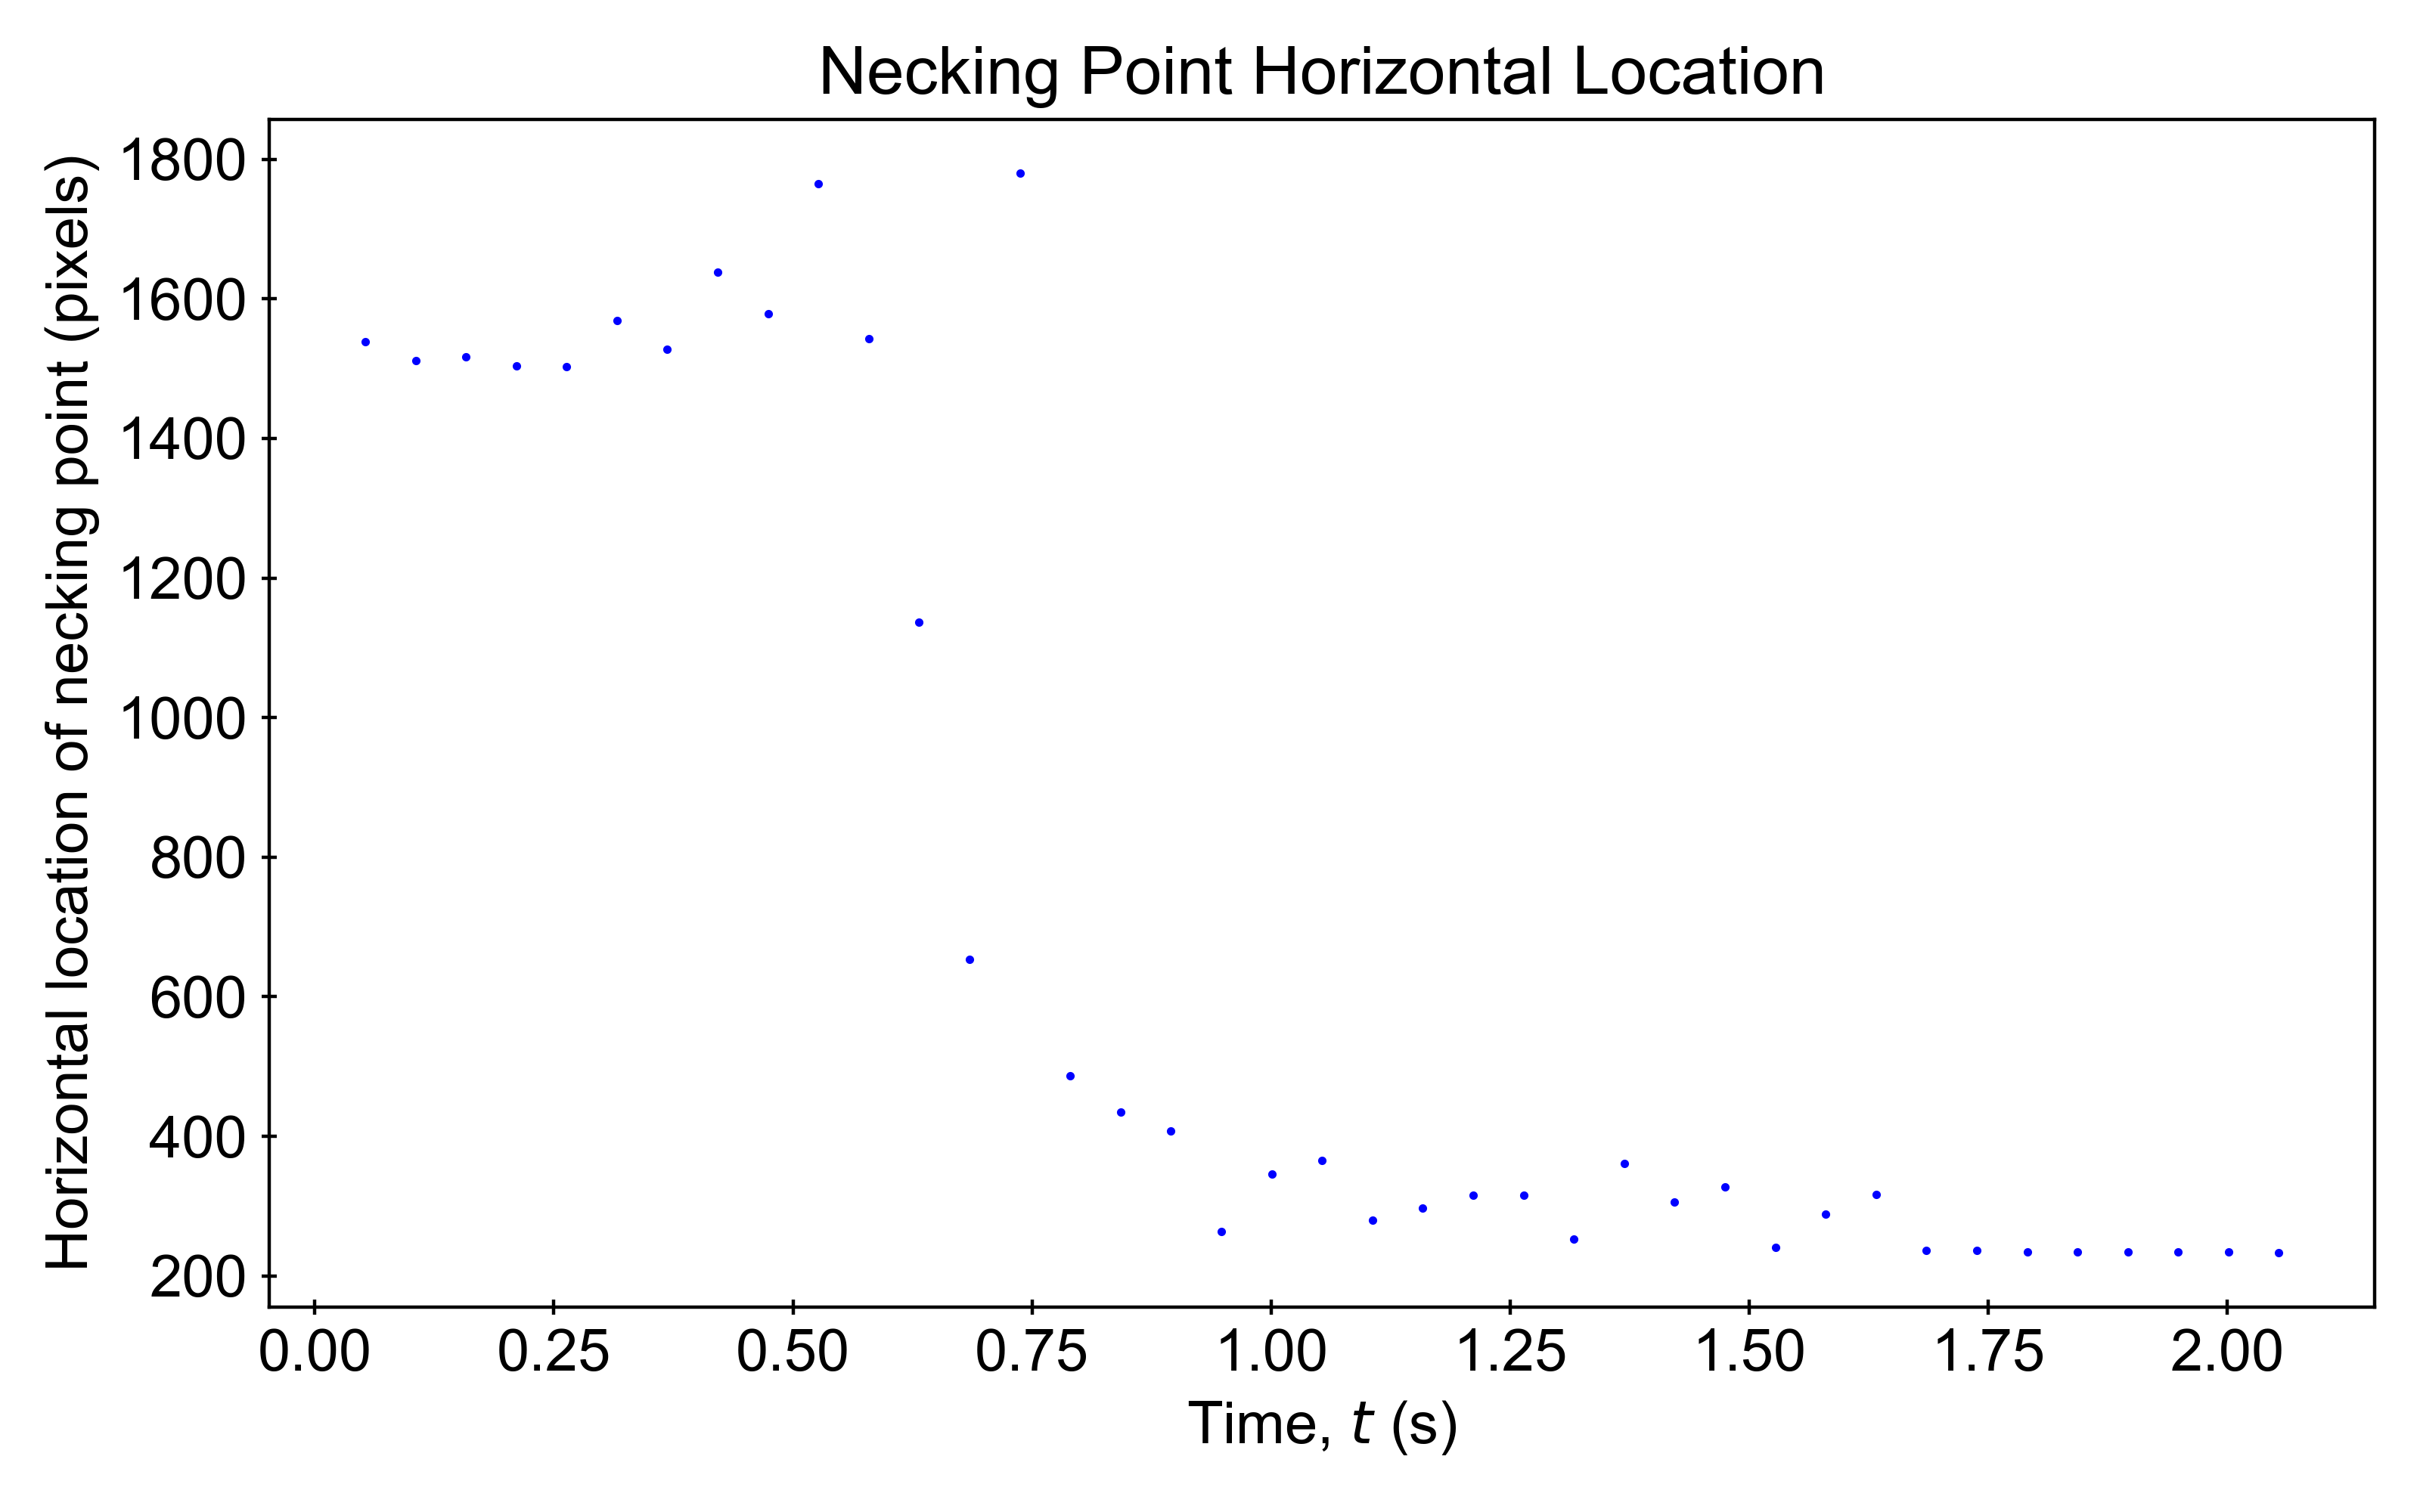 Necking Point Horizontal Location
Horizontal location of necking point (pixels)
1800
1600
1400
1200
1000
800
600
400
200
0.00 0.25 0.50 0.75 1.00 1.25 1.50 1.75 2.00
Time, t (s)